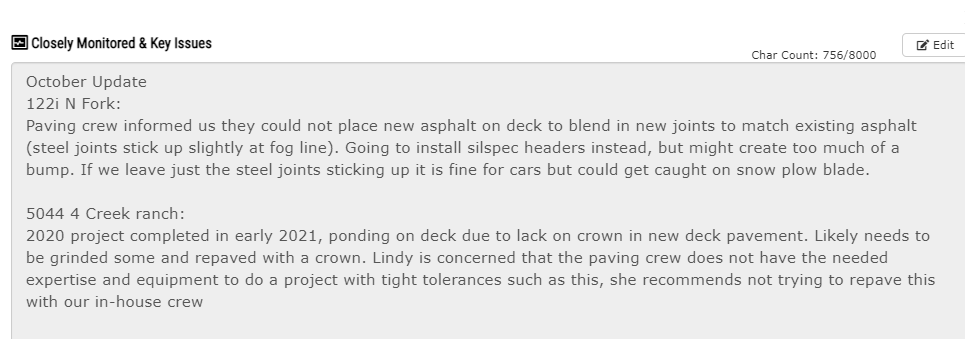 Closely Monitored & Key Issues
Char Count: 756/8000
Edit
October Update
122i N Fork:
Paving crew informed us they could not place new asphalt on deck to blend in new joints to match existing asphalt
(steel joints stick up slightly at fog line). Going to install silspec headers instead, but might create too much of a
bump. If we leave just the steel joints sticking up it is fine for cars but could get caught on snow plow blade.
5044 4 Creek ranch:
2020 project completed in early 2021, ponding on deck due to lack on crown in new deck pavement. Likely needs to
be grinded some and repaved with a crown. Lindy is concerned that the paving crew does not have the needed
expertise and equipment to do a project with tight tolerances such as this, she recommends not trying to repave this
with our in-house crew